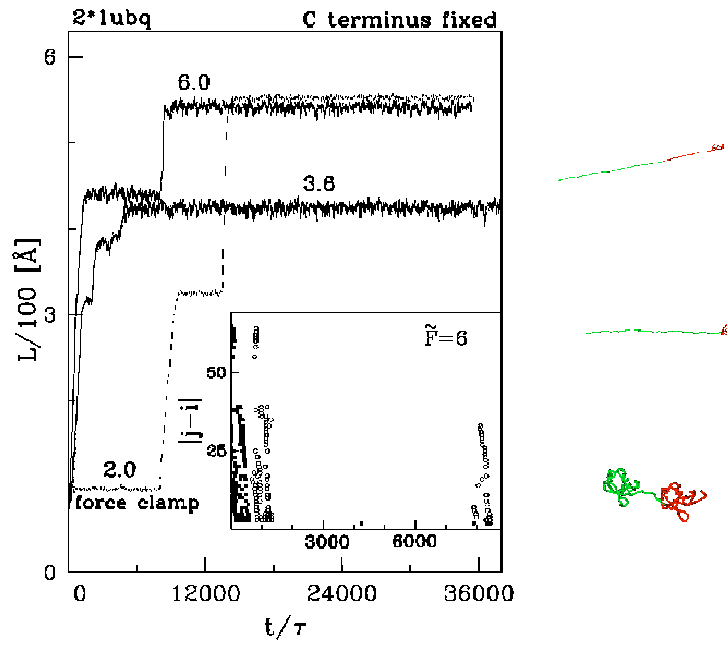 2*1ubq C terminus fixed
6
6.0
3.6
L/100 [Å]
3
F̃=6
50
|j-i|
25
2.0
force clamp
3000 6000
0
0 12000 24000 36000
t/τ